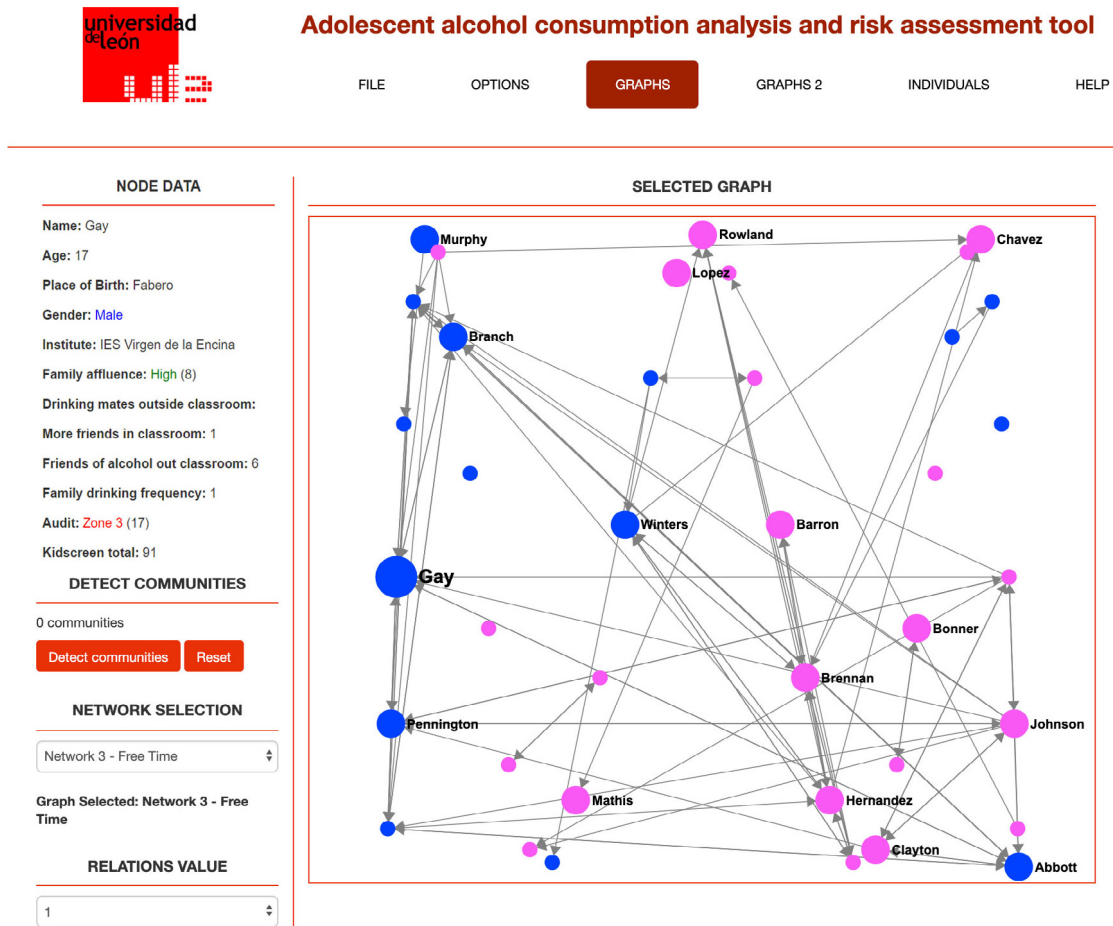 universidad
de león
ule
Adolescent alcohol consumption analysis and risk assessment tool
FILE OPTIONS GRAPHS GRAPHS 2 INDIVIDUALS HELP
NODE DATA
Name: Gay
Age: 17
Place of Birth: Fabero
Gender: Male
Institute: IES Virgen de la Encina
Family affluence: High (8)
Drinking mates outside classroom:
More friends in classroom: 1
Friends of alcohol out classroom: 6
Family drinking frequency: 1
Audit: Zone 3 (17)
Kidscreen total: 91
DETECT COMMUNITIES
0 communities
Detect communities Reset
NETWORK SELECTION
Network 3 - Free Time
Graph Selected: Network 3 - Free
Time
RELATIONS VALUE
1
SELECTED GRAPH
Murphy
Rowland
Chavez
Lopez
Branch
Winters
Barron
Gay
Bonner
Brennan
Pennington
Johnson
Mathis
Hernandez
Clayton
Abbott